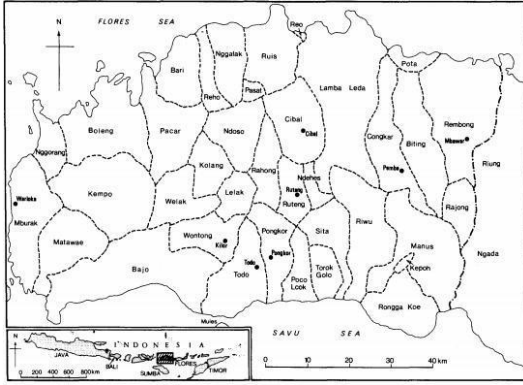 N
FLORES SEA
Reo
Nggalak
Ruis
Bari
Pota
Reho
Pasat
Lamba Leda
Rembong
Boleng
Pacar
Ndoso
Cibal
Cibal
Congkar
Biting
Mbawar
Nggorang
Kolang
Rahong
Ndehes
Pembe
Riung
Warloka
Kempo
Welak
Lelak
Ruteng
Ruteng
Rajong
Mburak
Pongkor
Riwu
Matawae
Wontong
Sita
Manus
Kilor
Ngada
Bajo
Todo
Todo
Pongkor
Poco
Leok
Torok
Golo
Kepoh
Rongga Koe
Mules
SAVU SEA
N
INDONESIA
JAVA
BALI
SUMBA
FLORES
TIMOR
0 200 400 600 800km
0 10 20 30 40 km